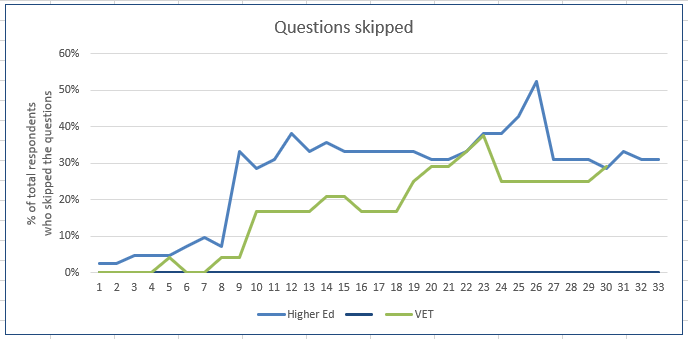 Questions skipped
% of total respondents
who skipped the questions
60%
50%
40%
30%
20%
10%
0%
1 2 3 4 5 6 7 8 9 10 11 12 13 14 15 16 17 18 19 20 21 22 23 24 25 26 27 28 29 30 31 32 33
Higher Ed VET